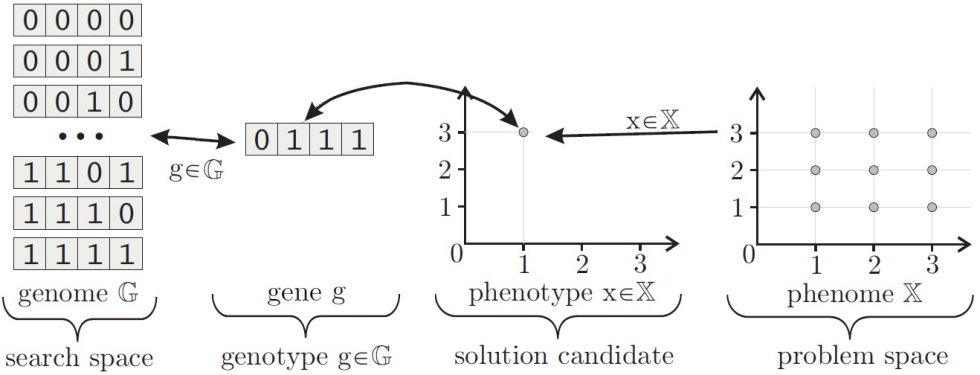 0 0 0 0
0 0 0 1
0 0 1 0
•••
1 1 0 1
1 1 1 0
1 1 1 1
genome 𝔾
search space
g∈𝔾
0 1 1 1
gene g
genotype g∈𝔾
3
2
1
0
1 2 3
phenotype x∈𝕏
solution candidate
x∈𝕏
3
2
1
0
1 2 3
phenome 𝕏
problem space